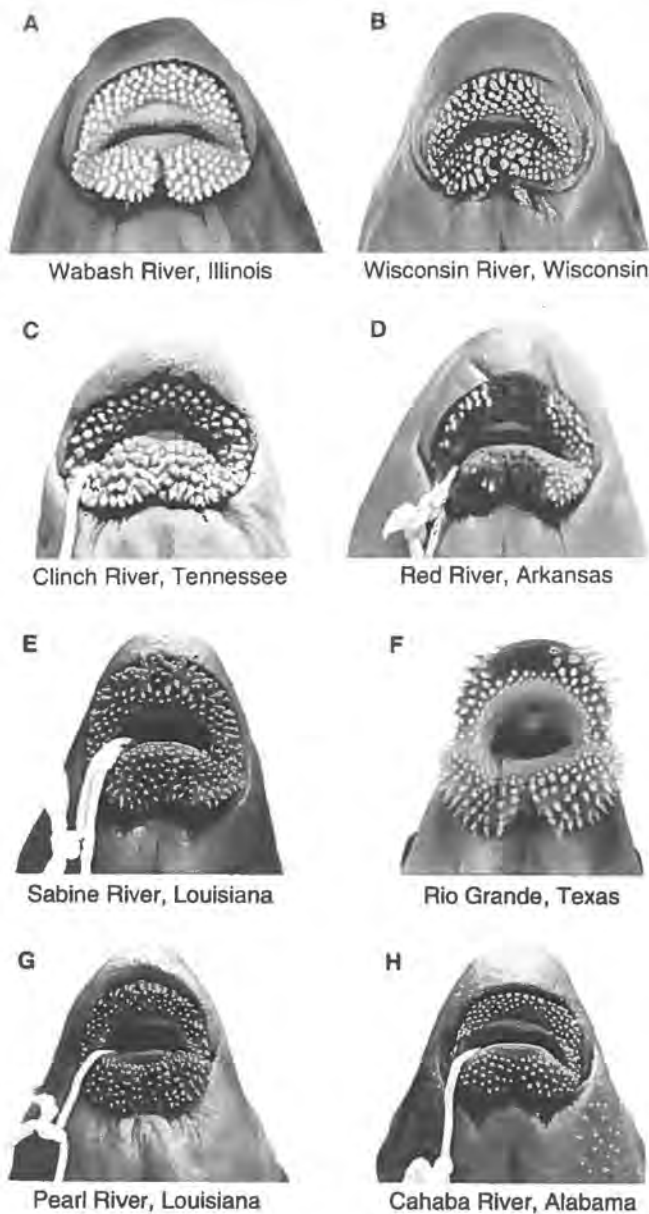 A
B
Wabash River, Illinois
Wisconsin River, Wisconsin
C
D
Clinch River, Tennessee
Red River, Arkansas
E
F
Sabine River, Louisiana
Rio Grande, Texas
G
H
Pearl River, Louisiana
Cahaba River, Alabama